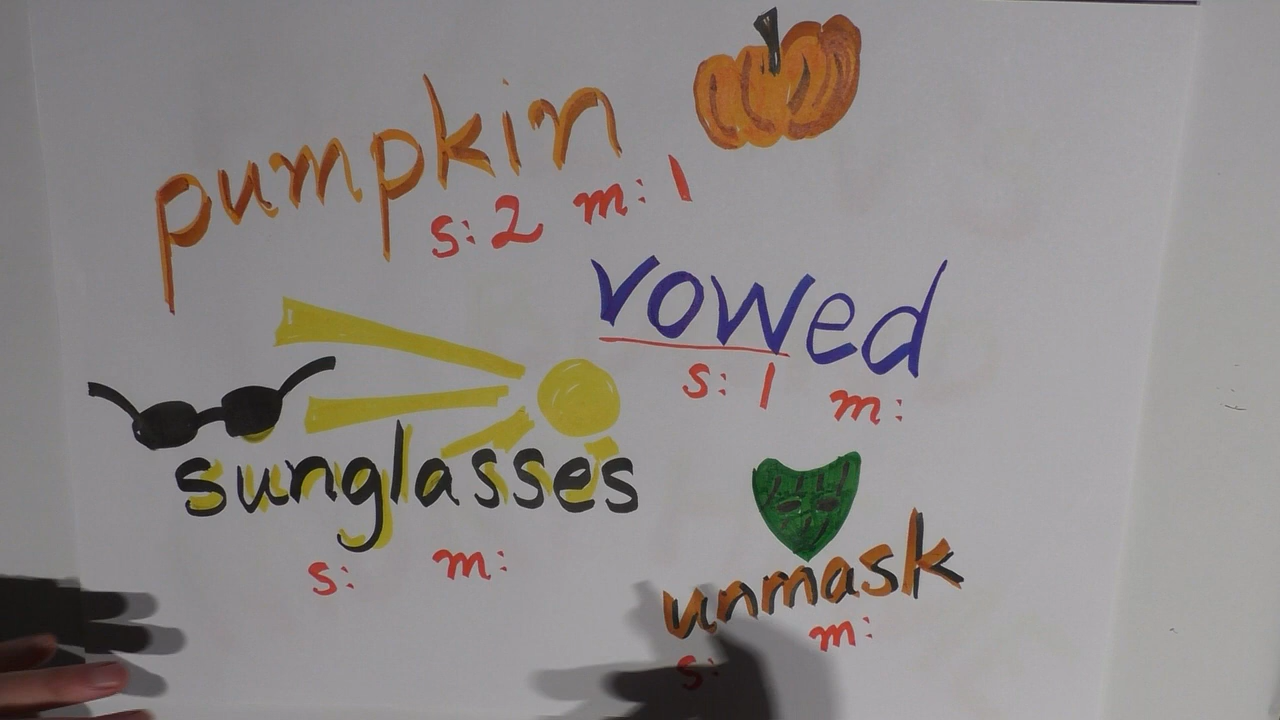 pumpkin
s: 2 m: 1
vowed
s: 1 m:
sunglasses
s: m:
unmask
s: m: